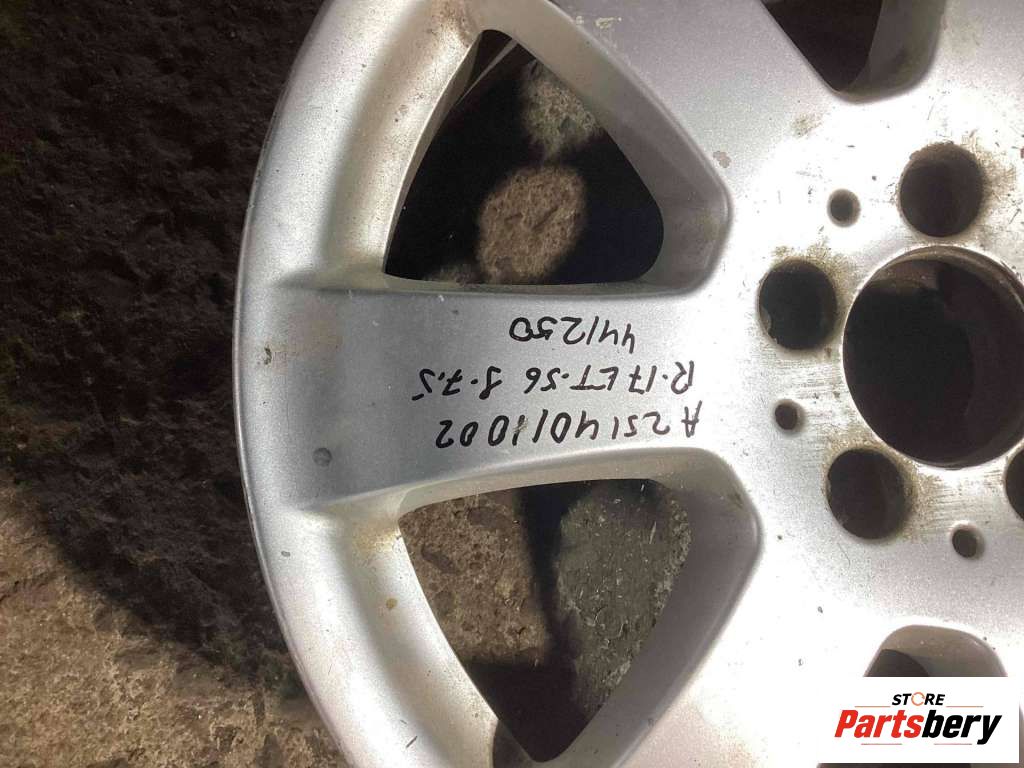 A2514011002
R-17 ET-56 J-7.5
44/250
STORE
Partsbery